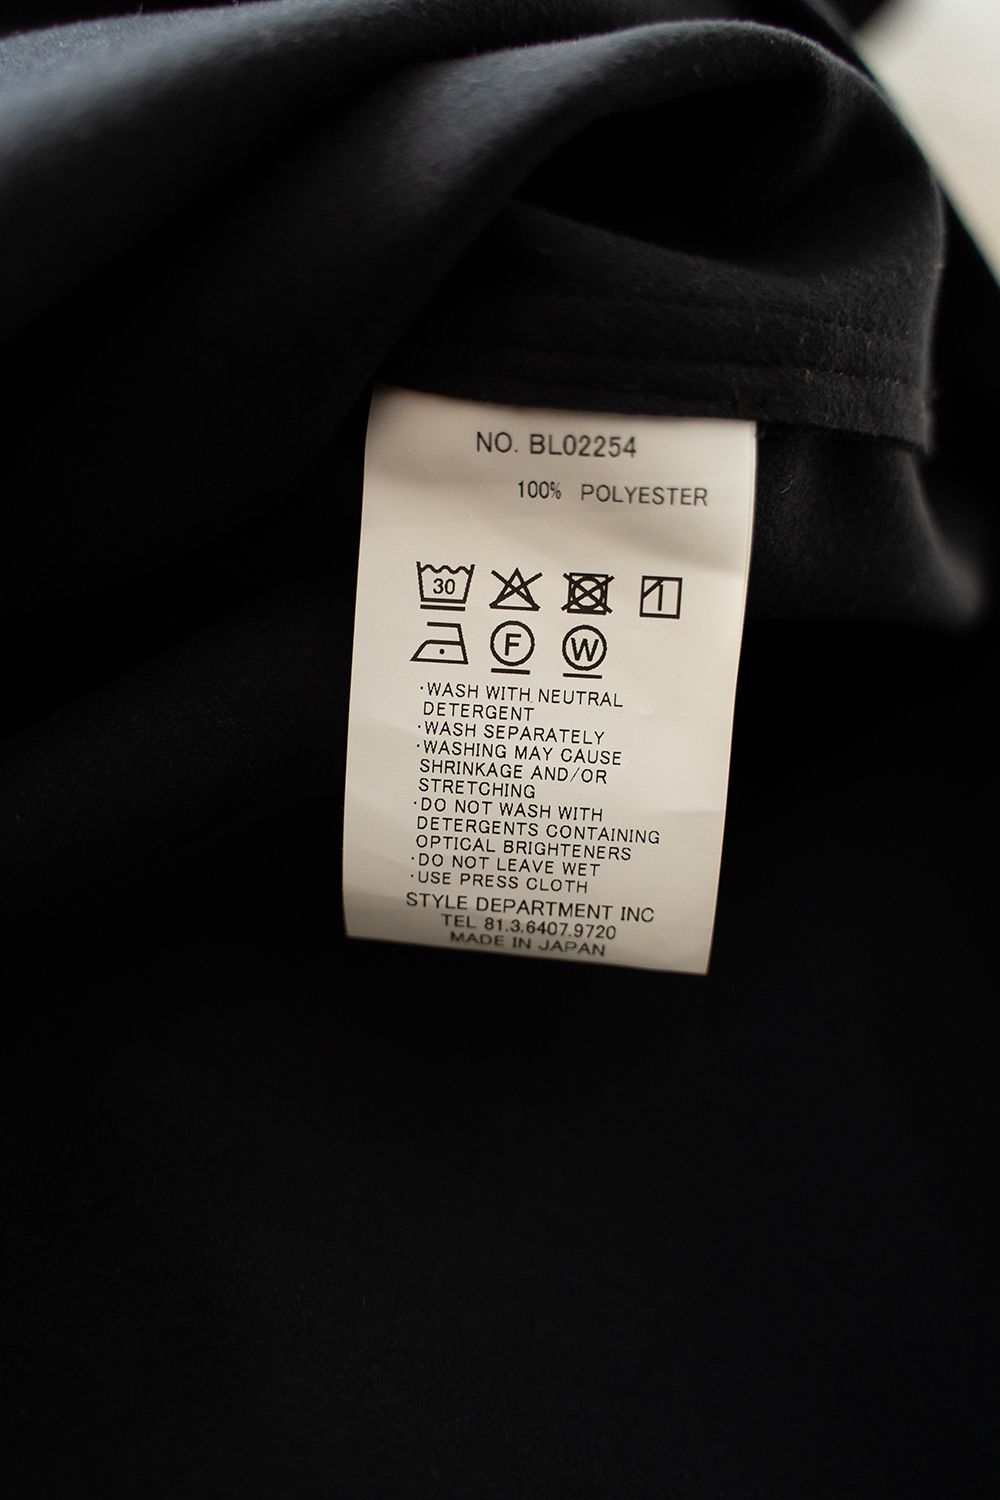 NO. BL02254
100% POLYESTER
30
F W
·WASH WITH NEUTRAL
DETERGENT
·WASH SEPARATELY
·WASHING MAY CAUSE
SHRINKAGE AND/OR
STRETCHING
·DO NOT WASH WITH
DETERGENTS CONTAINING
OPTICAL BRIGHTENERS
·DO NOT LEAVE WET
·USE PRESS CLOTH
STYLE DEPARTMENT INC
TEL 81.3.6407.9720
MADE IN JAPAN